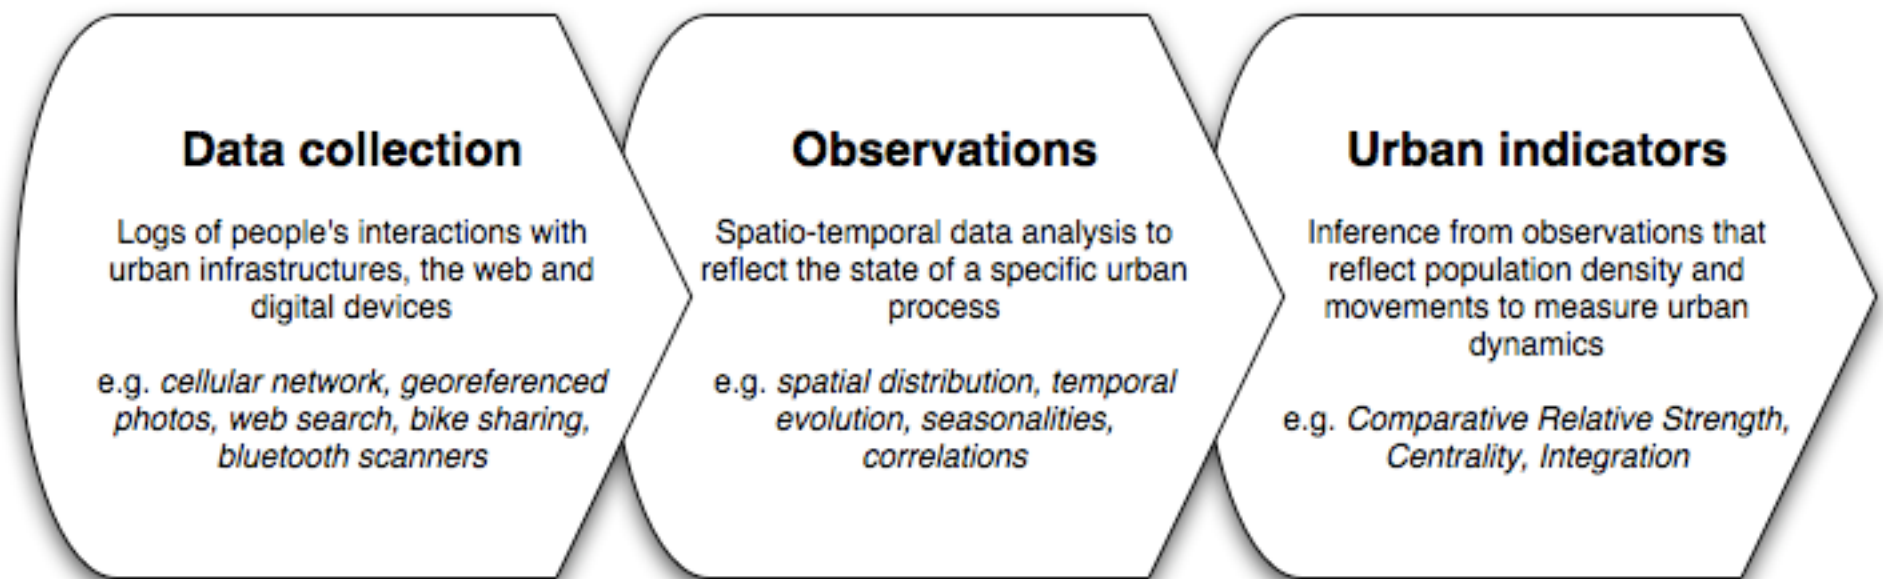 Data collection
Logs of people's interactions with
urban infrastructures, the web and
digital devices
e.g. cellular network, georeferenced
photos, web search, bike sharing,
bluetooth scanners
Observations
Spatio-temporal data analysis to
reflect the state of a specific urban
process
e.g. spatial distribution, temporal
evolution, seasonalities,
correlations
Urban indicators
Inference from observations that
reflect population density and
movements to measure urban
dynamics
e.g. Comparative Relative Strength,
Centrality, Integration